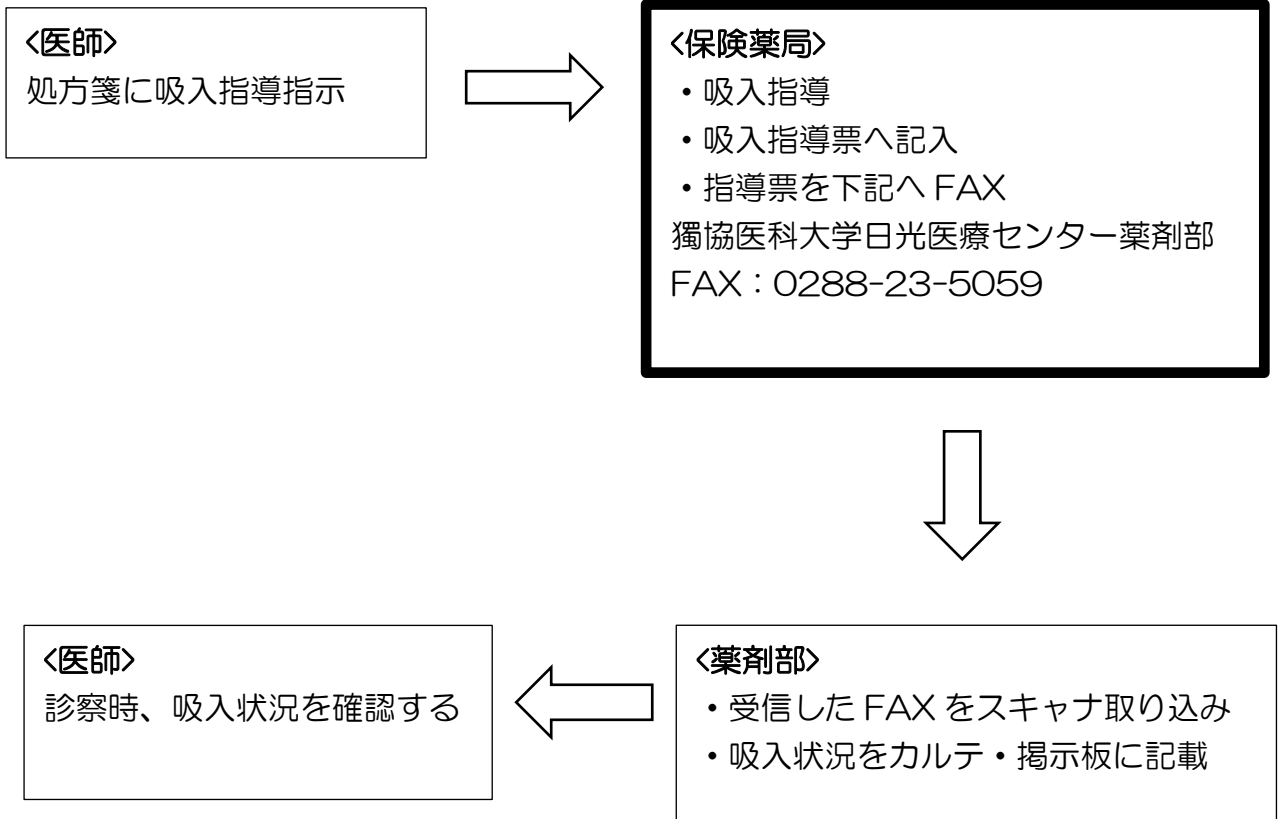 <医師>
処方箋に吸入指導指示
<保険薬局>
・吸入指導
・吸入指導票へ記入
・指導票を下記へ FAX
獨協医科大学日光医療センター薬剤部
FAX：0288-23-5059
<医師>
診察時、吸入状況を確認する
<薬剤部>
・受信した FAX をスキャナ取り込み
・吸入状況をカルテ・掲示板に記載